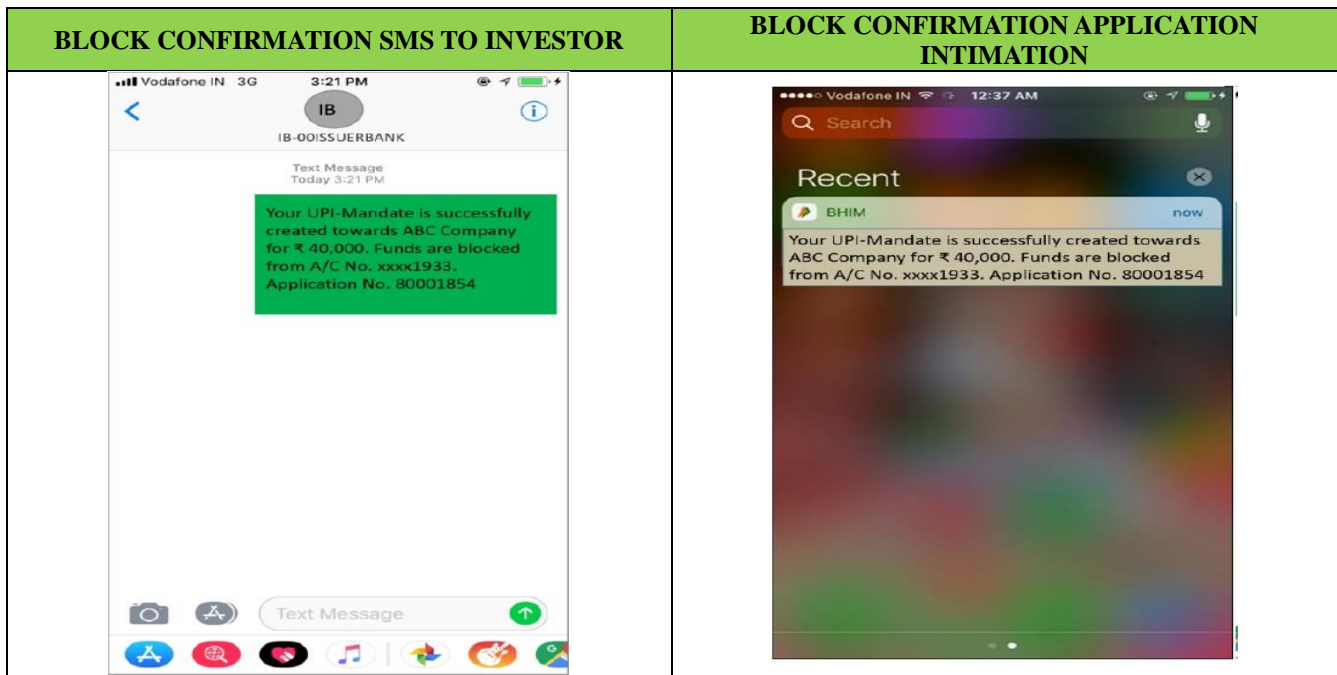 BLOCK CONFIRMATION SMS TO INVESTOR
BLOCK CONFIRMATION APPLICATION
INTIMATION
Vodafone IN 3G 3:21 PM
IB
IB-00ISSUERBANK
Text Message
Today 3:21 PM
Your UPI-Mandate is successfully
created towards ABC Company
for ₹ 40,000. Funds are blocked
from A/C No. xxxx1933.
Application No. 80001854
Text Message
Vodafone IN 12:37 AM
Search
Recent
BHIM now
Your UPI-Mandate is successfully created towards
ABC Company for ₹ 40,000. Funds are blocked
from A/C No. xxxx1933. Application No. 80001854